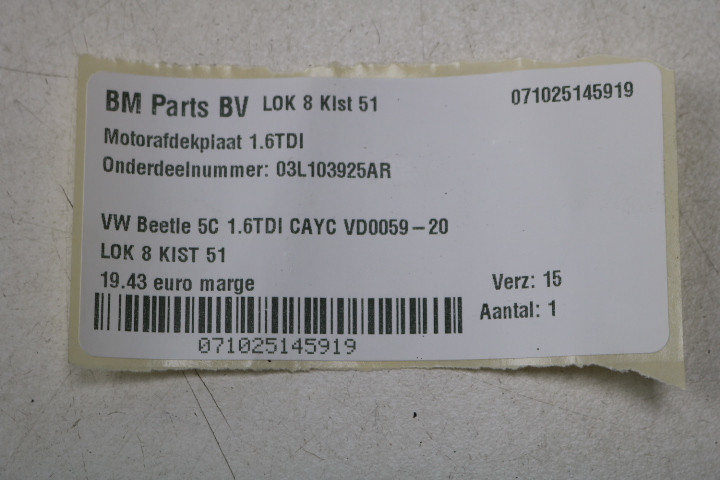 BM Parts BV LOK 8 KIst 51 071025145919
Motorafdekplaat 1.6TDI
Onderdeelnummer: 03L103925AR
VW Beetle 5C 1.6TDI CAYC VD0059-20
LOK 8 KIST 51
19.43 euro marge Verz: 15
Aantal: 1
071025145919